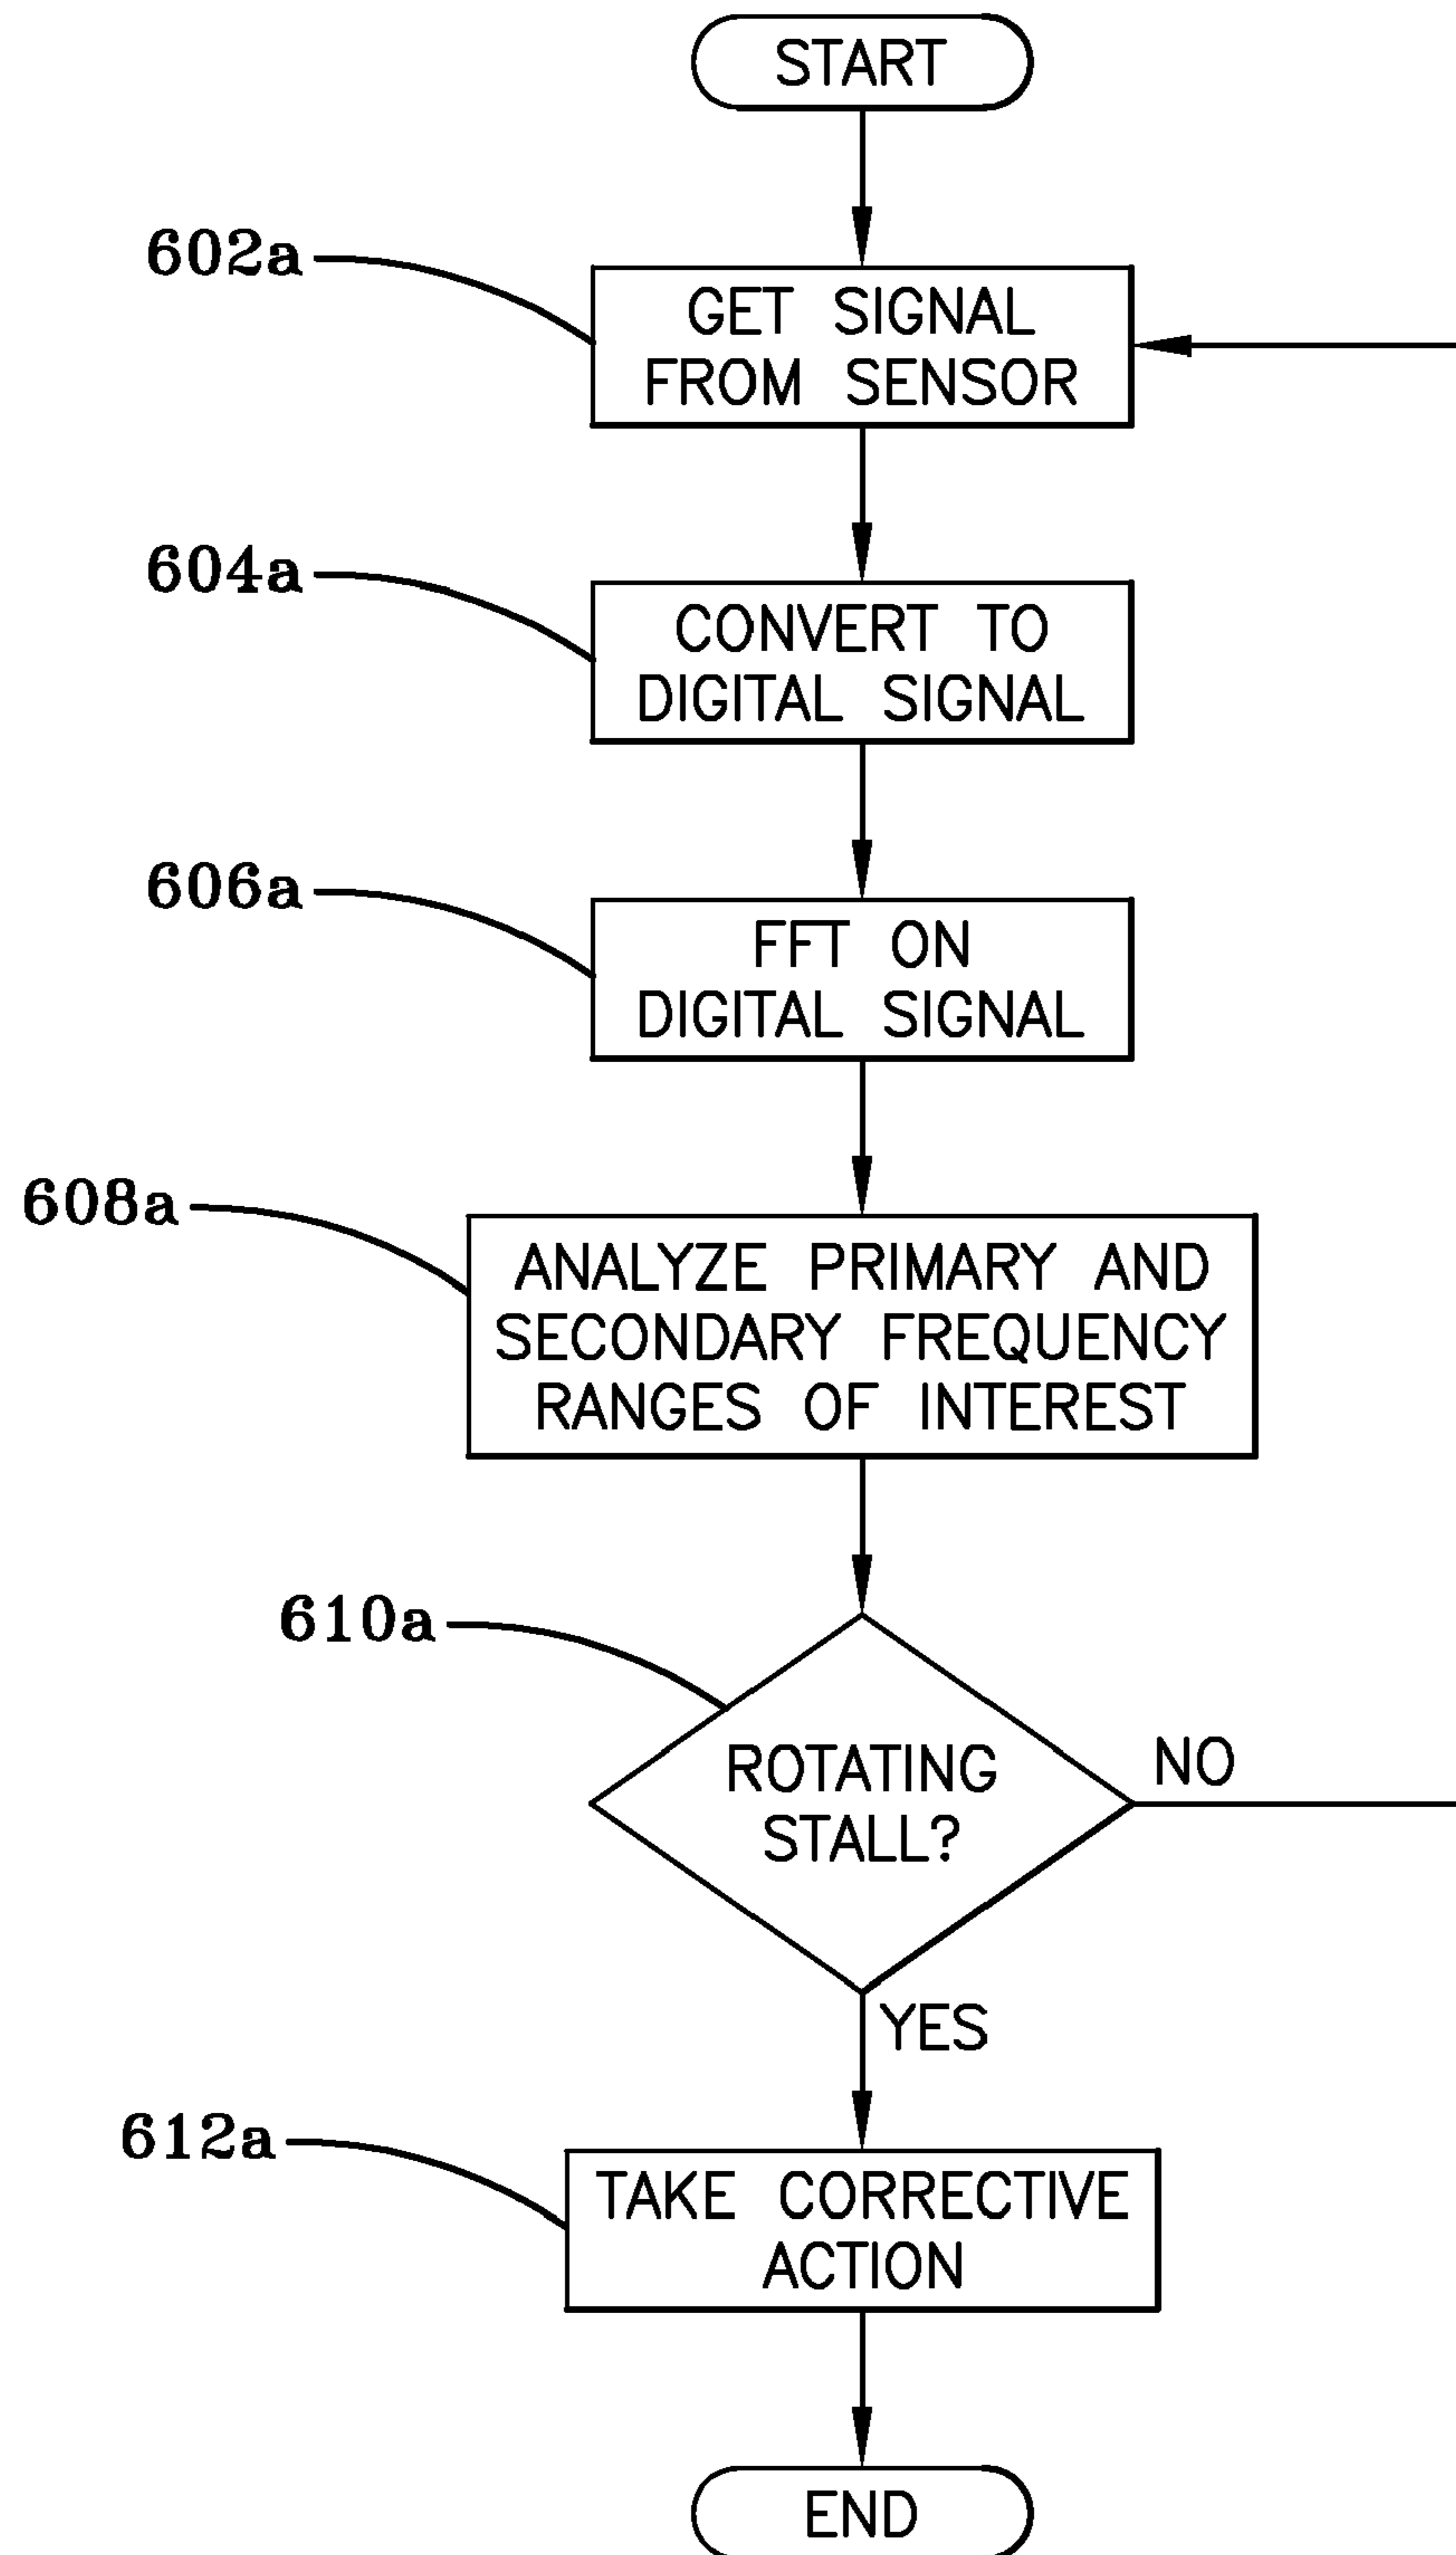 START
602a
GET SIGNAL
FROM SENSOR
604a
CONVERT TO
DIGITAL SIGNAL
606a
FFT ON
DIGITAL SIGNAL
608a
ANALYZE PRIMARY AND
SECONDARY FREQUENCY
RANGES OF INTEREST
610a
ROTATING
STALL?
NO
YES
612a
TAKE CORRECTIVE
ACTION
END